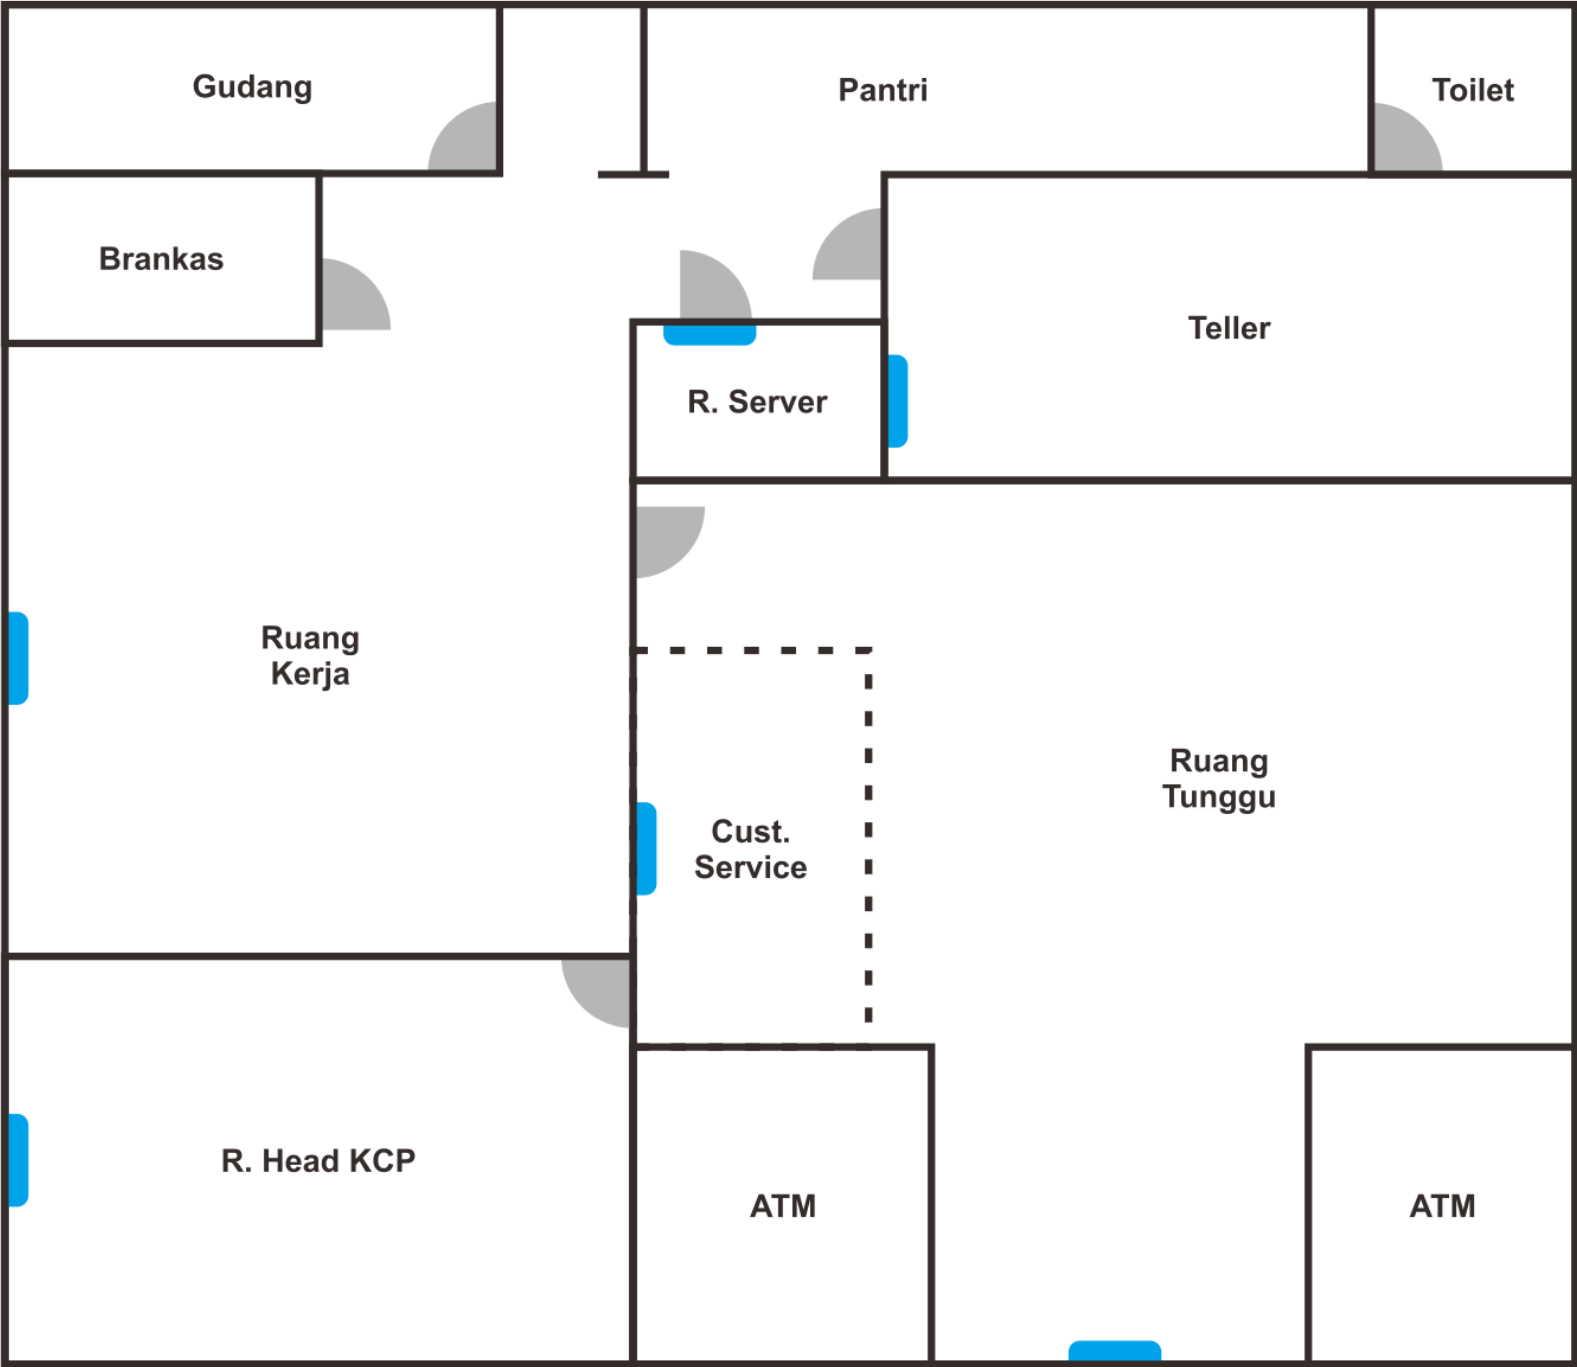 Gudang
Pantri
Toilet
Brankas
Teller
R. Server
Ruang
Kerja
Ruang
Tunggu
Cust.
Service
R. Head KCP
ATM
ATM